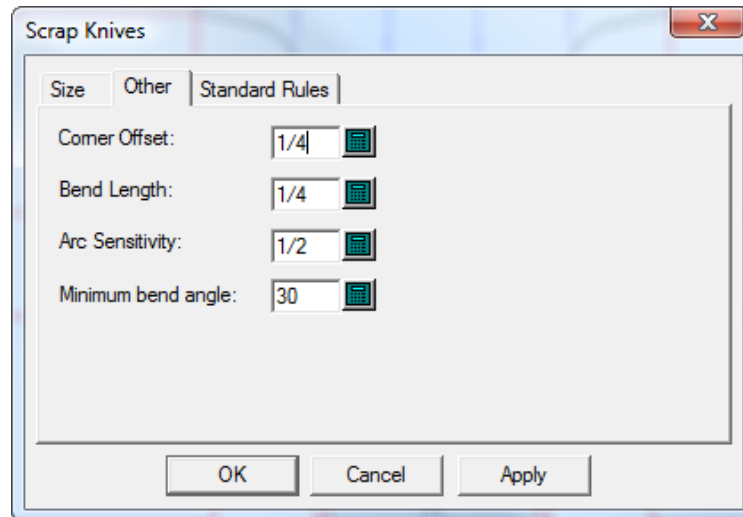 Scrap Knives
Size Other Standard Rules
Corner Offset: 1/4
Bend Length: 1/4
Arc Sensitivity: 1/2
Minimum bend angle: 30
OK Cancel Apply